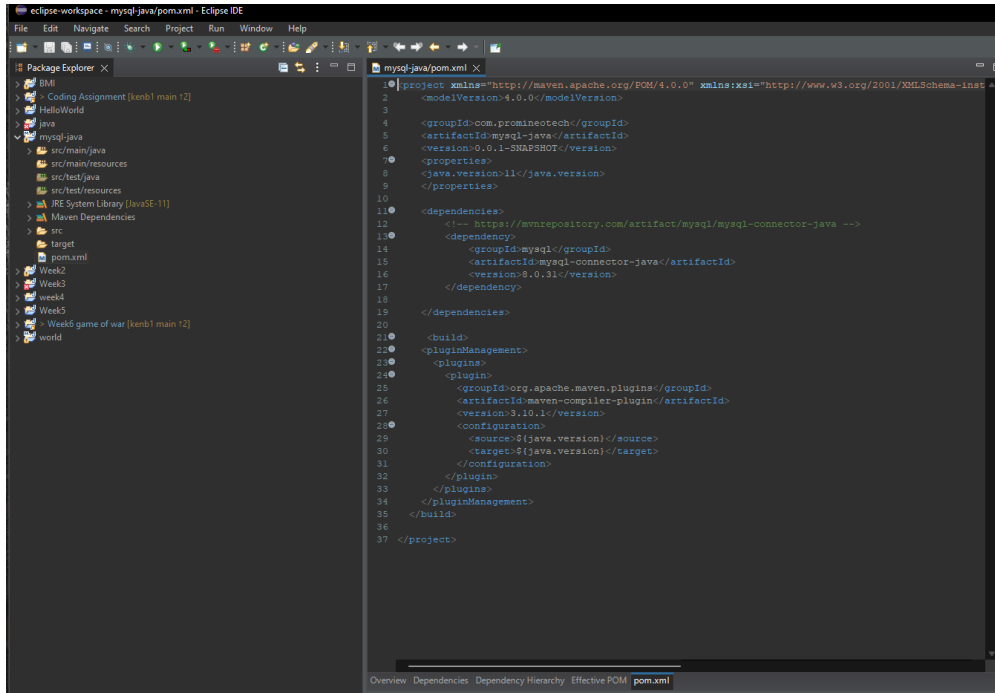 eclipse-workspace - mysql-java/pom.xml - Eclipse IDE
File Edit Navigate Search Project Run Window Help
Package Explorer
BMI
> Coding Assignment [kenb1 main ↑2]
HelloWorld
java
mysql-java
src/main/java
src/main/resources
src/test/java
src/test/resources
JRE System Library [JavaSE-11]
Maven Dependencies
src
target
pom.xml
Week2
Week3
week4
Week5
> Week6 game of war [kenb1 main ↑2]
world
mysql-java/pom.xml
1 <project xmlns="http://maven.apache.org/POM/4.0.0" xmlns:xsi="http://www.w3.org/2001/XMLSchema-inst
2 <modelVersion>4.0.0</modelVersion>
3
4 <groupId>com.promineotech</groupId>
5 <artifactId>mysql-java</artifactId>
6 <version>0.0.1-SNAPSHOT</version>
7 <properties>
8 <java.version>11</java.version>
9 </properties>
10
11 <dependencies>
12 <!-- https://mvnrepository.com/artifact/mysql/mysql-connector-java -->
13 <dependency>
14 <groupId>mysql</groupId>
15 <artifactId>mysql-connector-java</artifactId>
16 <version>8.0.31</version>
17 </dependency>
18
19 </dependencies>
20
21 <build>
22 <pluginManagement>
23 <plugins>
24 <plugin>
25 <groupId>org.apache.maven.plugins</groupId>
26 <artifactId>maven-compiler-plugin</artifactId>
27 <version>3.10.1</version>
28 <configuration>
29 <source>${java.version}</source>
30 <target>${java.version}</target>
31 </configuration>
32 </plugin>
33 </plugins>
34 </pluginManagement>
35 </build>
36
37 </project>
Overview Dependencies Dependency Hierarchy Effective POM pom.xml